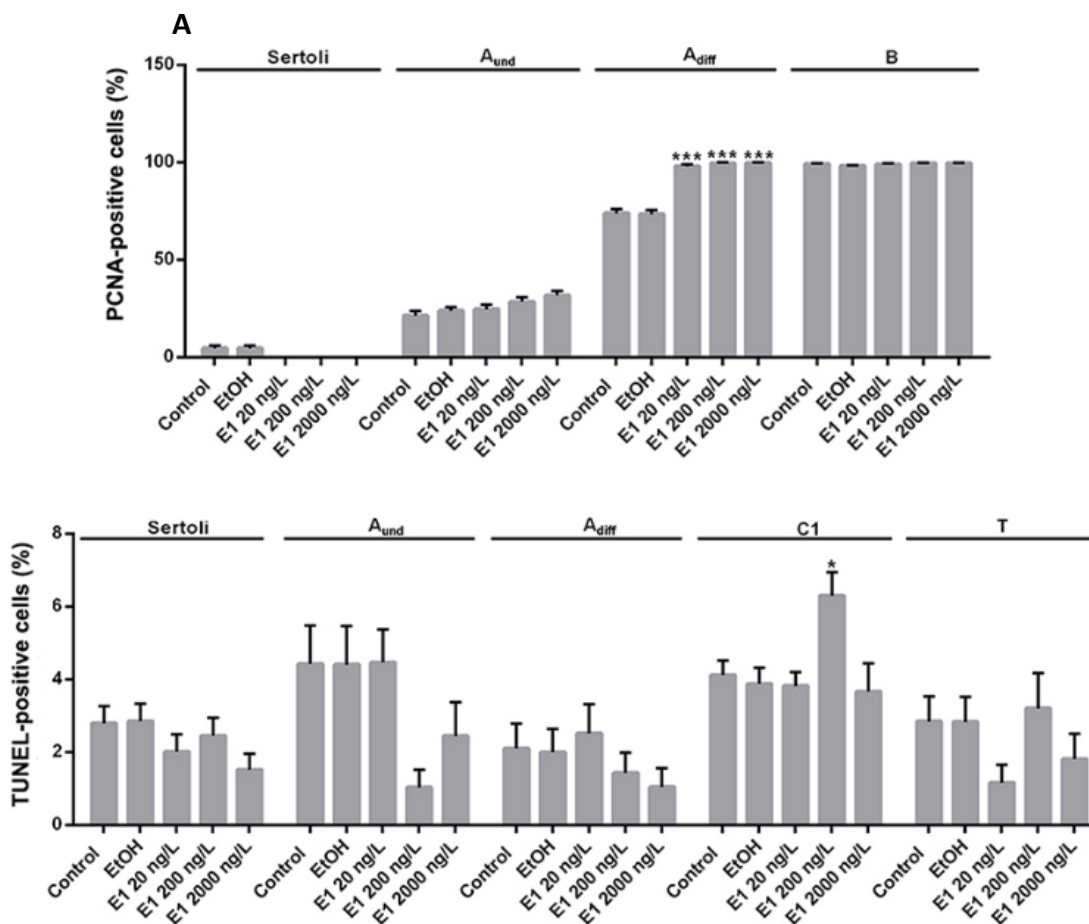 A
Sertoli A_und A_diff B
PCNA-positive cells (%)
150
100
50
0
*** *** ***
Control EtOH E1 20 ng/L E1 200 ng/L E1 2000 ng/L Control EtOH E1 20 ng/L E1 200 ng/L E1 2000 ng/L Control EtOH E1 20 ng/L E1 200 ng/L E1 2000 ng/L Control EtOH E1 20 ng/L E1 200 ng/L E1 2000 ng/L
Sertoli A_und A_diff C1 T
TUNEL-positive cells (%)
8
6
4
2
0
*
Control EtOH E1 20 ng/L E1 200 ng/L E1 2000 ng/L Control EtOH E1 20 ng/L E1 200 ng/L E1 2000 ng/L Control EtOH E1 20 ng/L E1 200 ng/L E1 2000 ng/L Control EtOH E1 20 ng/L E1 200 ng/L E1 2000 ng/L Control EtOH E1 20 ng/L E1 200 ng/L E1 2000 ng/L